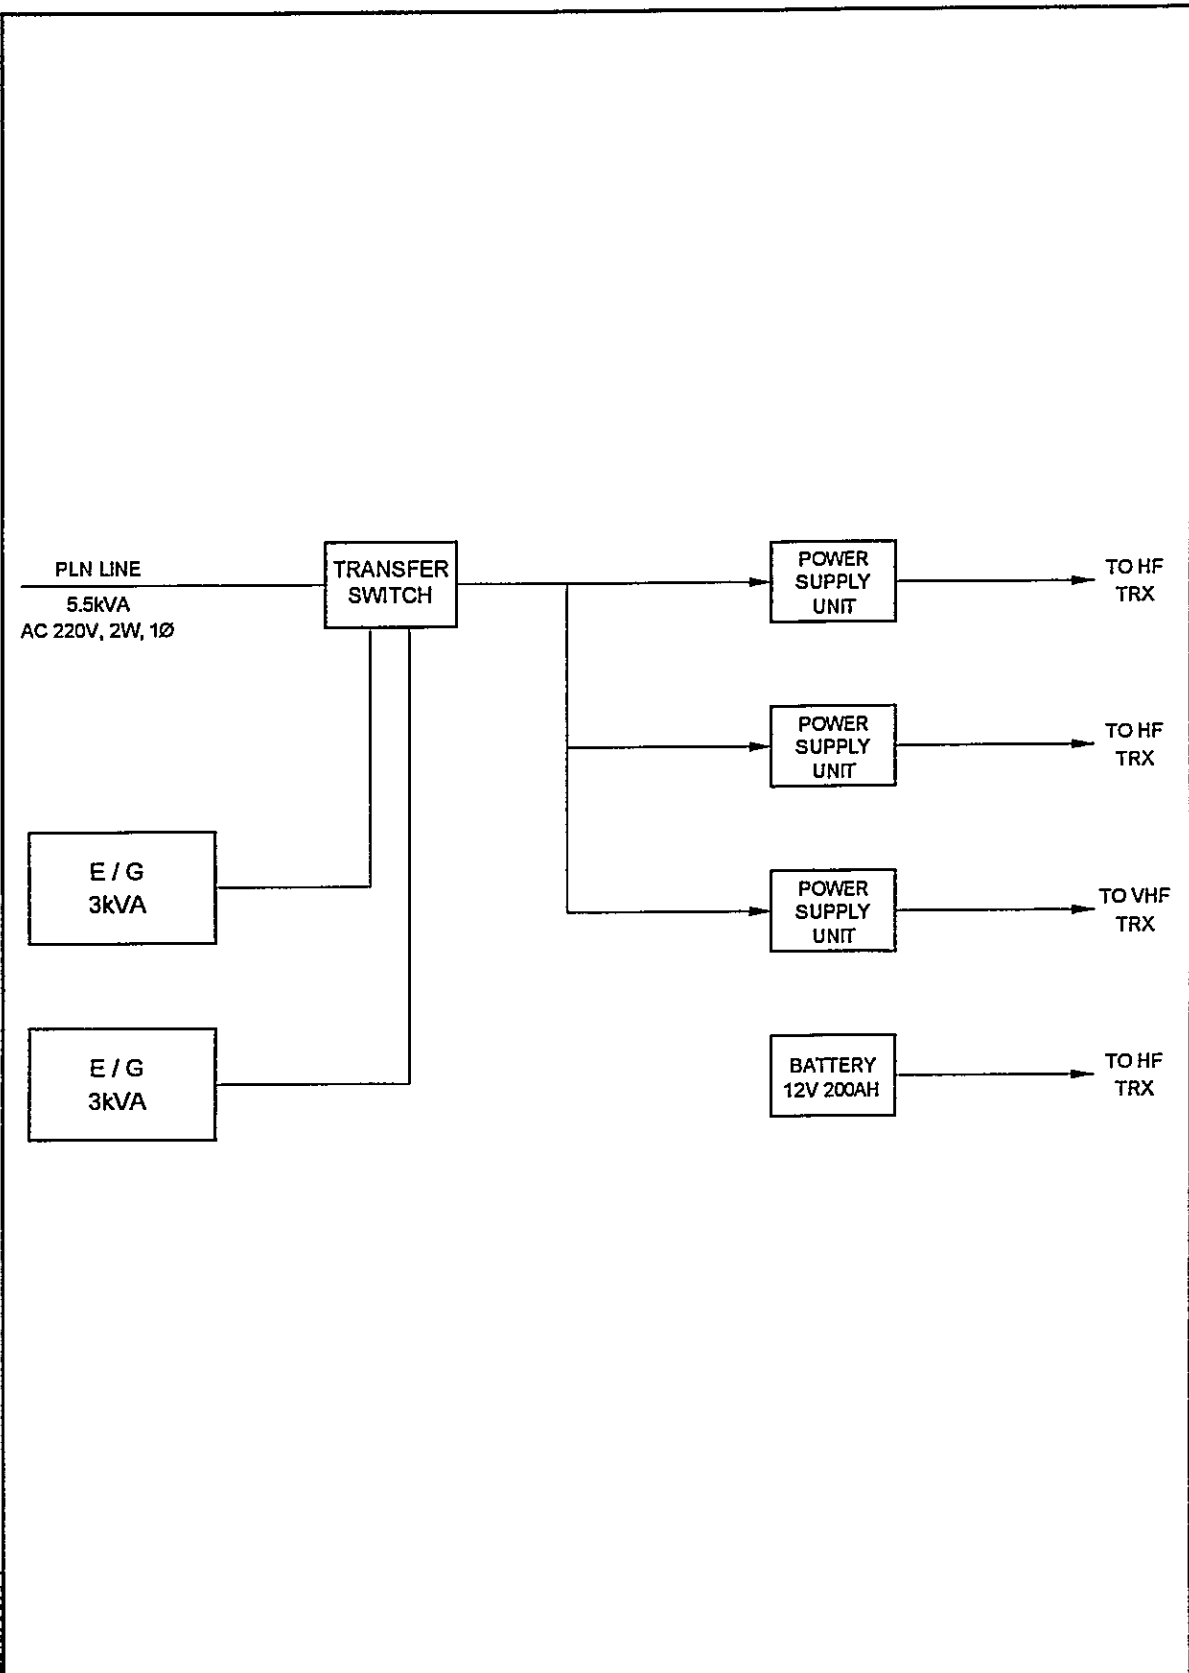 PLN LINE
5.5kVA
AC 220V, 2W, 1Ø
TRANSFER
SWITCH
POWER
SUPPLY
UNIT
TO HF
TRX
POWER
SUPPLY
UNIT
TO HF
TRX
E / G
3kVA
POWER
SUPPLY
UNIT
TO VHF
TRX
E / G
3kVA
BATTERY
12V 200AH
TO HF
TRX